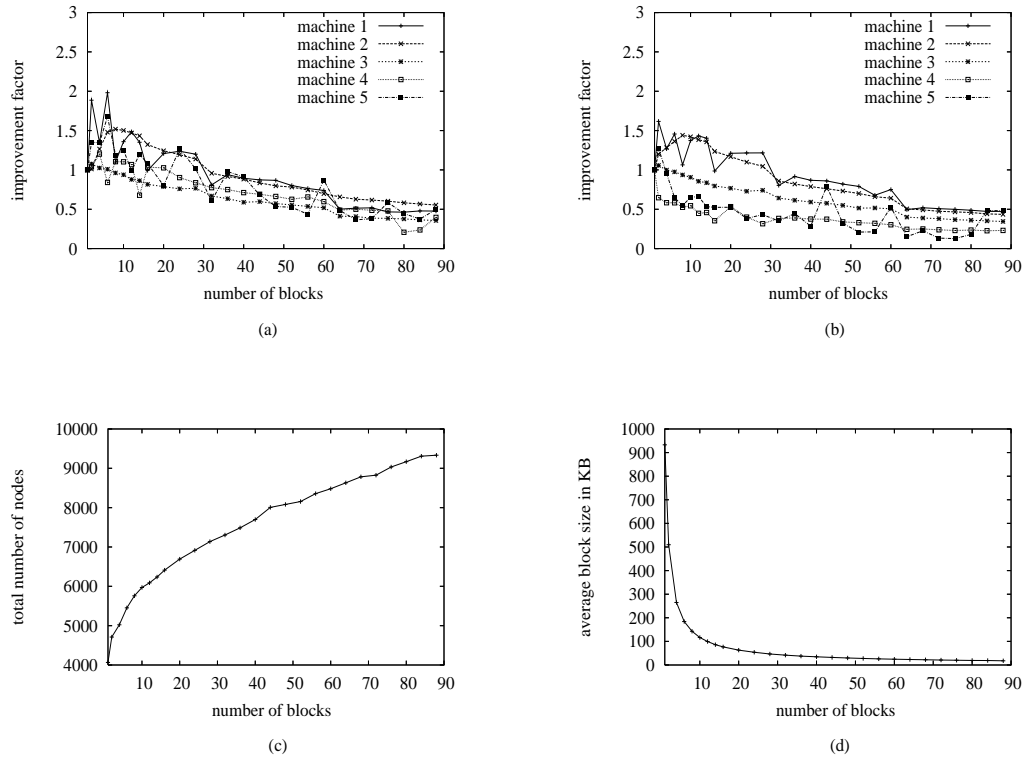 3
2.5
2
1.5
1
0.5
0
improvement factor
machine 1
machine 2
machine 3
machine 4
machine 5
10 20 30 40 50 60 70 80 90
number of blocks
(a)
3
2.5
2
1.5
1
0.5
0
improvement factor
machine 1
machine 2
machine 3
machine 4
machine 5
10 20 30 40 50 60 70 80 90
number of blocks
(b)
10000
9000
8000
7000
6000
5000
4000
total number of nodes
10 20 30 40 50 60 70 80 90
number of blocks
(c)
1000
900
800
700
600
500
400
300
200
100
0
average block size in KB
10 20 30 40 50 60 70 80 90
number of blocks
(d)